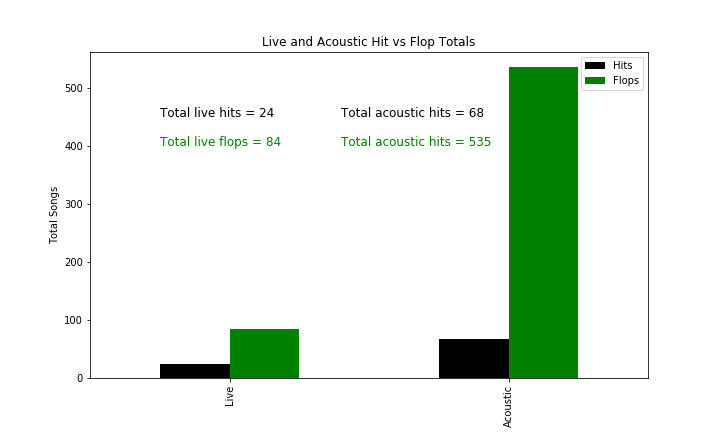 Live and Acoustic Hit vs Flop Totals
Hits
Flops
Total live hits = 24
Total acoustic hits = 68
Total live flops = 84
Total acoustic hits = 535
Total Songs
500
400
300
200
100
0
Live
Acoustic